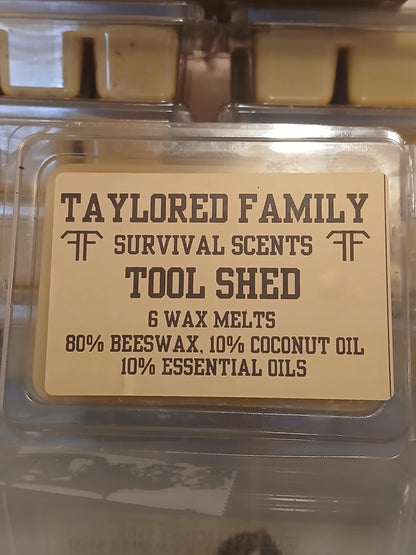 TAYLORED FAMILY
SURVIVAL SCENTS
TOOL SHED
6 WAX MELTS
80% BEESWAX, 10% COCONUT OIL
10% ESSENTIAL OILS